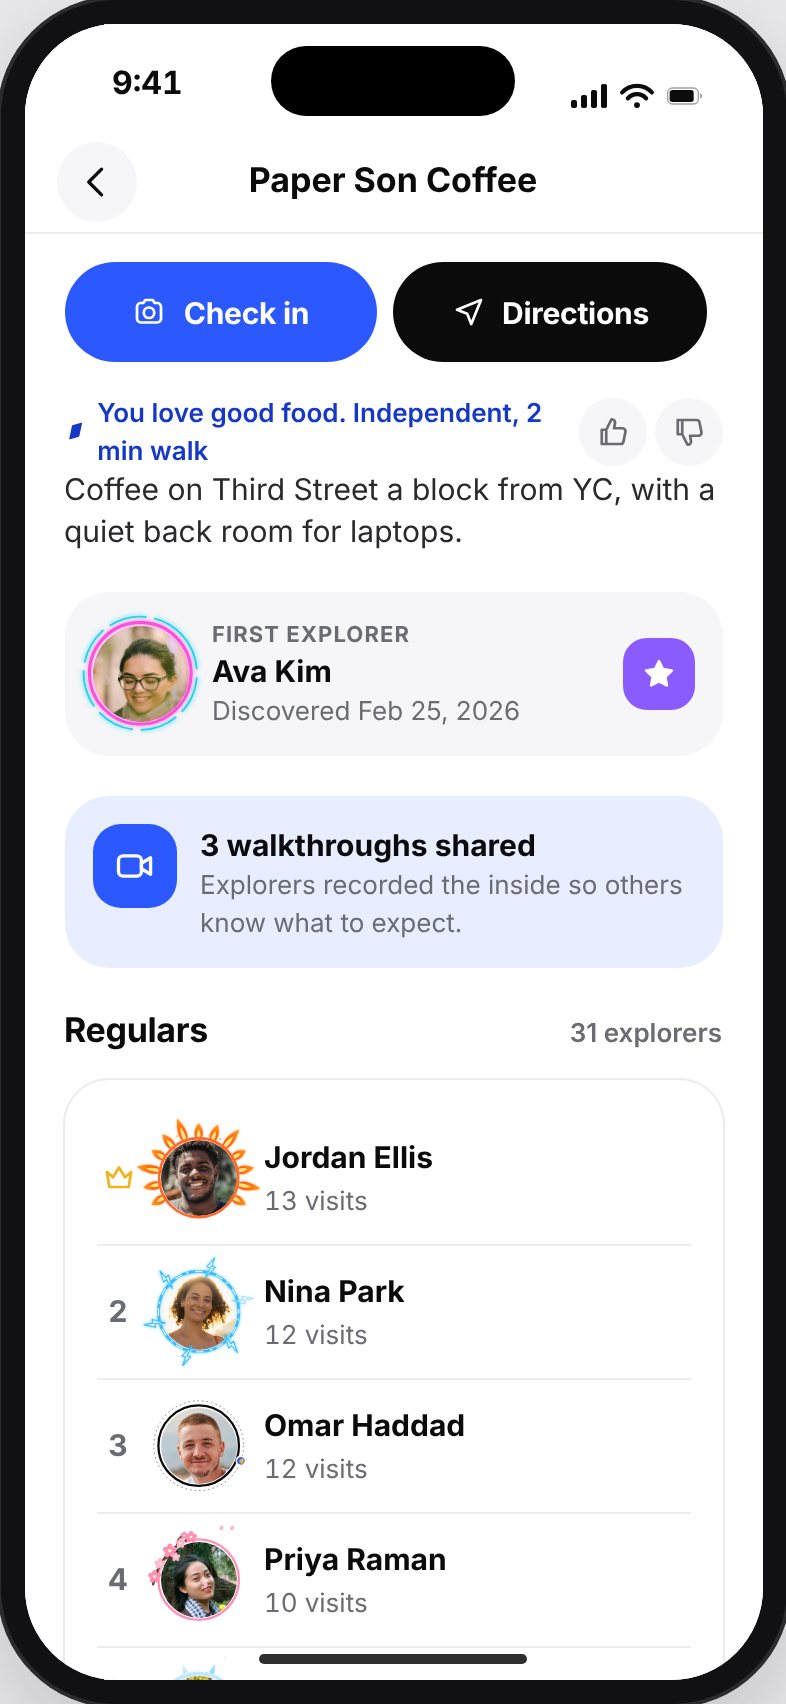 9:41
Paper Son Coffee
Check in
Directions
You love good food. Independent, 2
min walk
Coffee on Third Street a block from YC, with a
quiet back room for laptops.
FIRST EXPLORER
Ava Kim
Discovered Feb 25, 2026
3 walkthroughs shared
Explorers recorded the inside so others
know what to expect.
Regulars
31 explorers
Jordan Ellis
13 visits
2
Nina Park
12 visits
3
Omar Haddad
12 visits
4
Priya Raman
10 visits